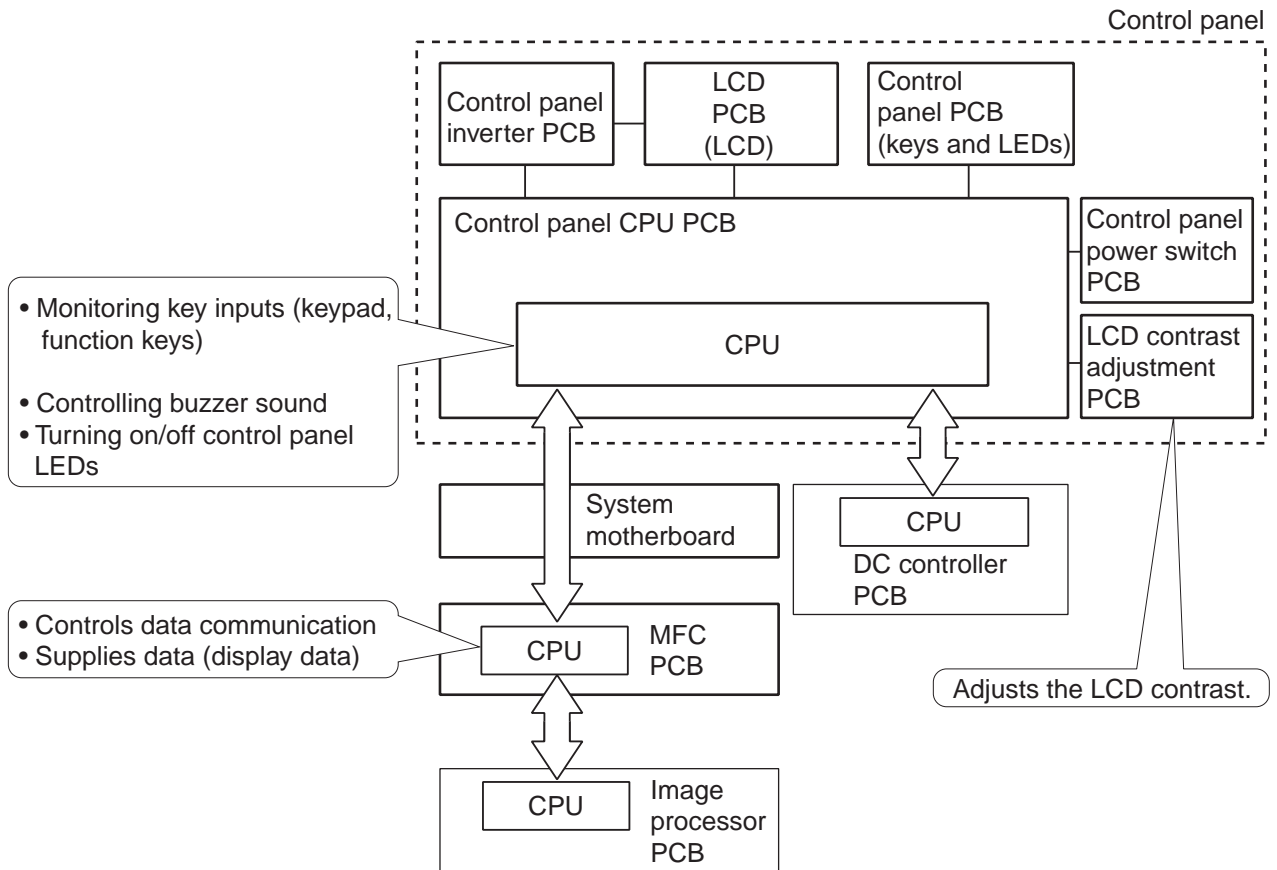 Control panel
Control panel
inverter PCB
LCD
PCB
(LCD)
Control
panel PCB
(keys and LEDs)
Control panel CPU PCB
Control panel
power switch
PCB
• Monitoring key inputs (keypad,
function keys)
• Controlling buzzer sound
• Turning on/off control panel
LEDs
CPU
LCD contrast
adjustment
PCB
System
motherboard
CPU
DC controller
PCB
• Controls data communication
• Supplies data (display data)
CPU
MFC
PCB
Adjusts the LCD contrast.
CPU
Image
processor
PCB